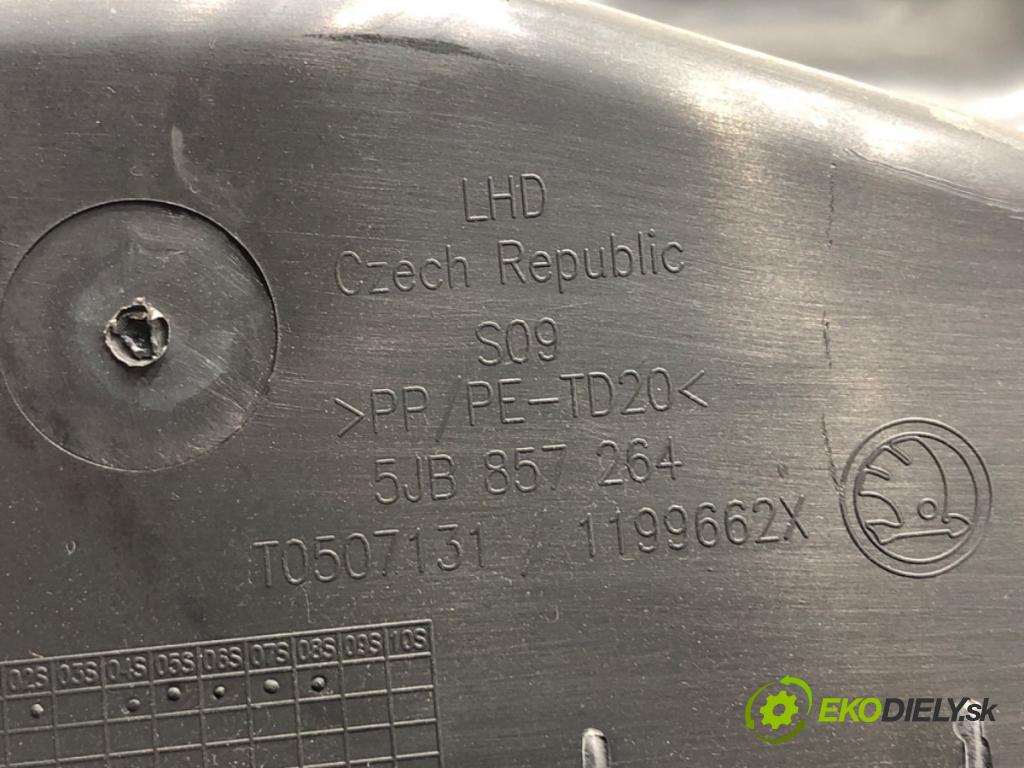 LHD
Czech Republic
S09
>PP/PE-TD20<
5JB 857 264
T0507131 / 1199662X
02S 03S 04S 05S 06S 07S 08S 09S 10S
EKODIELY.sk